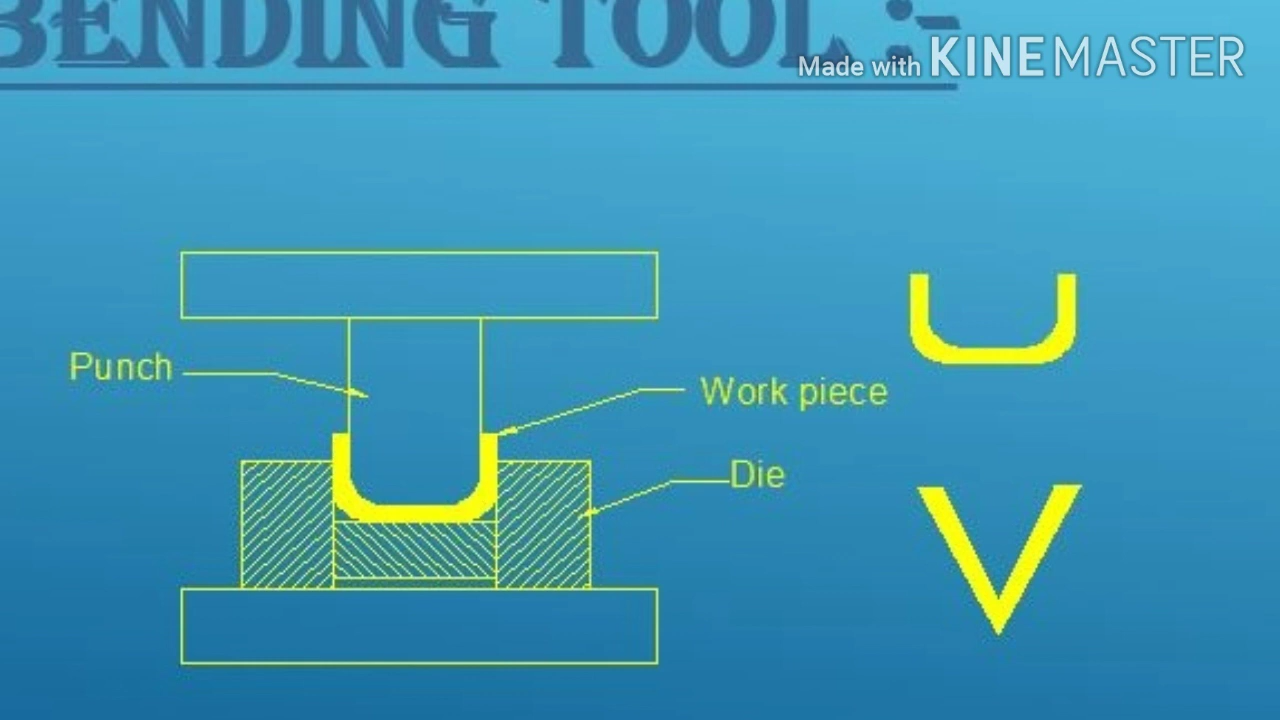 BENDING TOOL :-
Made with KINEMASTER
Punch
Work piece
Die